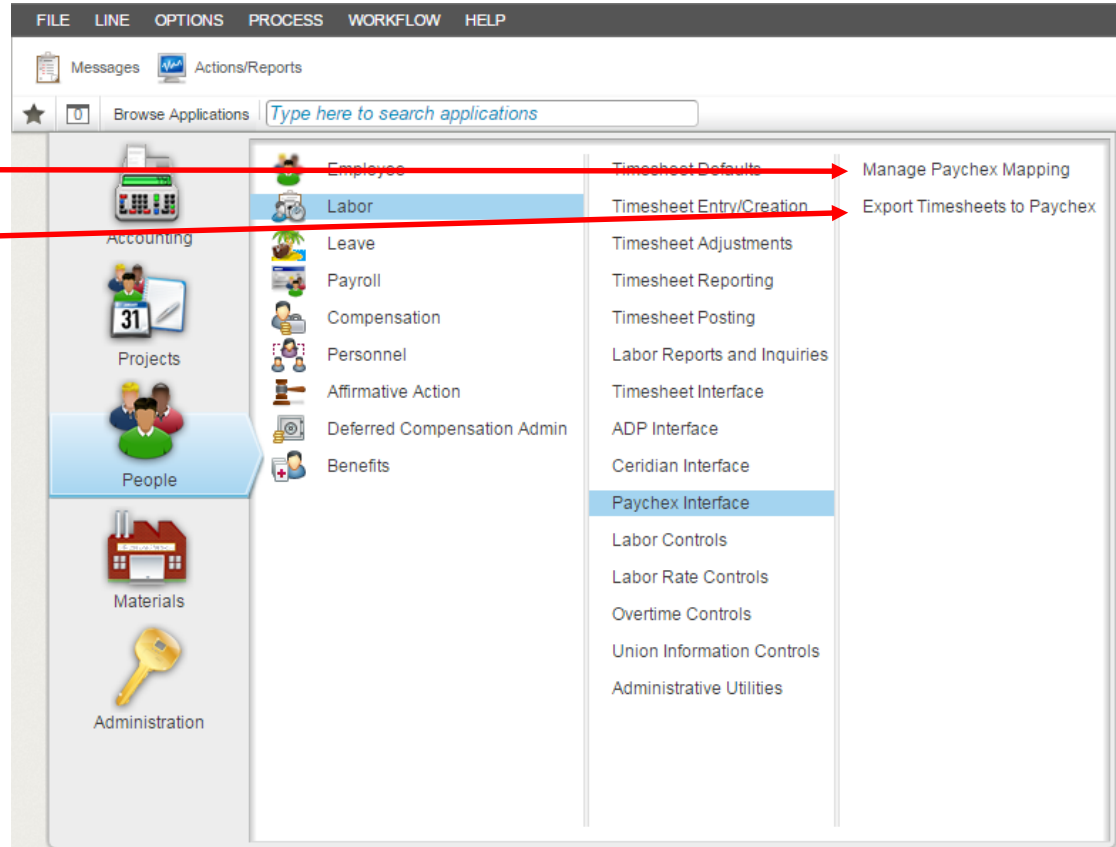 FILE LINE OPTIONS PROCESS WORKFLOW HELP
Messages Actions/Reports
0 Browse Applications Type here to search applications
Accounting
31
Projects
People
Materials
Administration
Employee
Labor
Leave
Payroll
Compensation
Personnel
Affirmative Action
Deferred Compensation Admin
Benefits
Timesheet Defaults
Timesheet Entry/Creation
Timesheet Adjustments
Timesheet Reporting
Timesheet Posting
Labor Reports and Inquiries
Timesheet Interface
ADP Interface
Ceridian Interface
Paychex Interface
Labor Controls
Labor Rate Controls
Overtime Controls
Union Information Controls
Administrative Utilities
Manage Paychex Mapping
Export Timesheets to Paychex